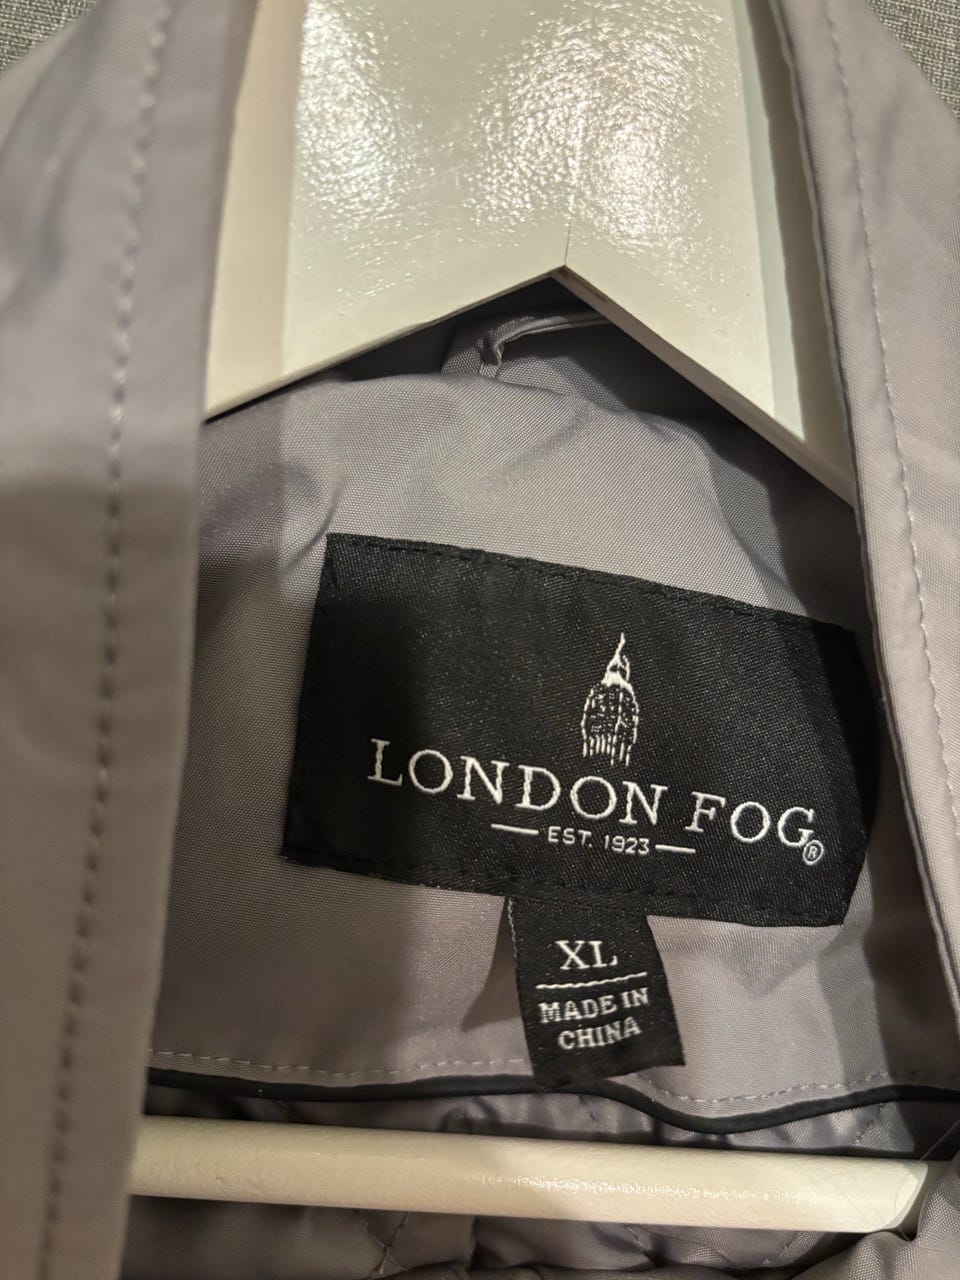 LONDON FOG®
EST. 1923
XL
MADE IN
CHINA